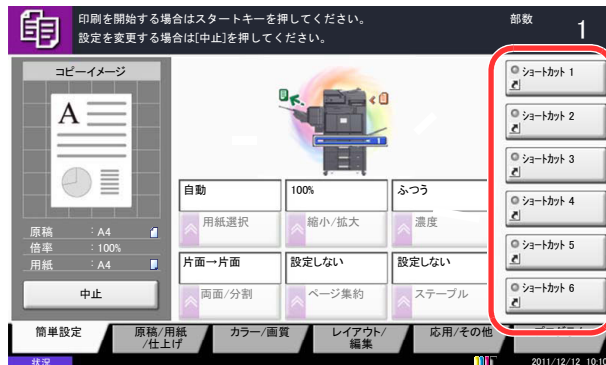 印刷を開始する場合はスタートキーを押してください。
設定を変更する場合は[中止]を押してください。
部数
1
コピーイメージ
A
原稿 : A4
倍率 : 100%
用紙 : A4
中止
自動
用紙選択
100%
縮小/拡大
ふつう
濃度
片面→片面
両面/分割
設定しない
ページ集約
設定しない
ステープル
ショートカット 1
ショートカット 2
ショートカット 3
ショートカット 4
ショートカット 5
ショートカット 6
簡単設定
原稿/用紙
/仕上げ
カラー/画質
レイアウト/
編集
応用/その他
状況
2011/12/12 10:10